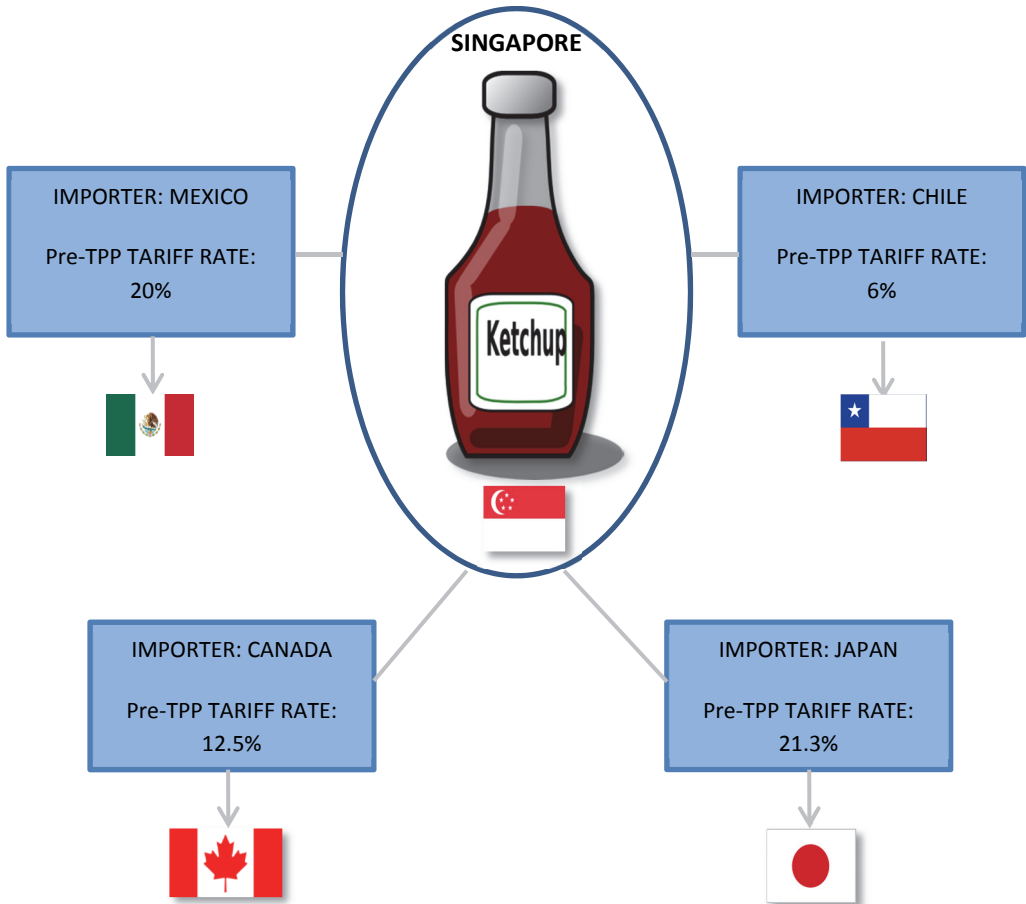 SINGAPORE
Ketchup
IMPORTER: MEXICO
Pre-TPP TARIFF RATE:
20%
IMPORTER: CHILE
Pre-TPP TARIFF RATE:
6%
IMPORTER: CANADA
Pre-TPP TARIFF RATE:
12.5%
IMPORTER: JAPAN
Pre-TPP TARIFF RATE:
21.3%